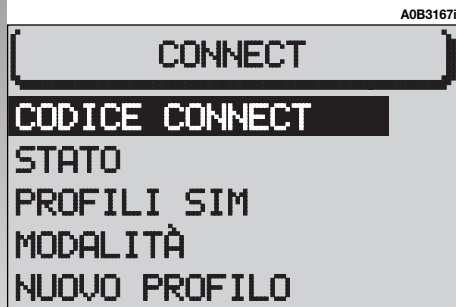 A0B3167i
CONNECT
CODICE CONNECT
STATO
PROFILI SIM
MODALITÀ
NUOVO PROFILO